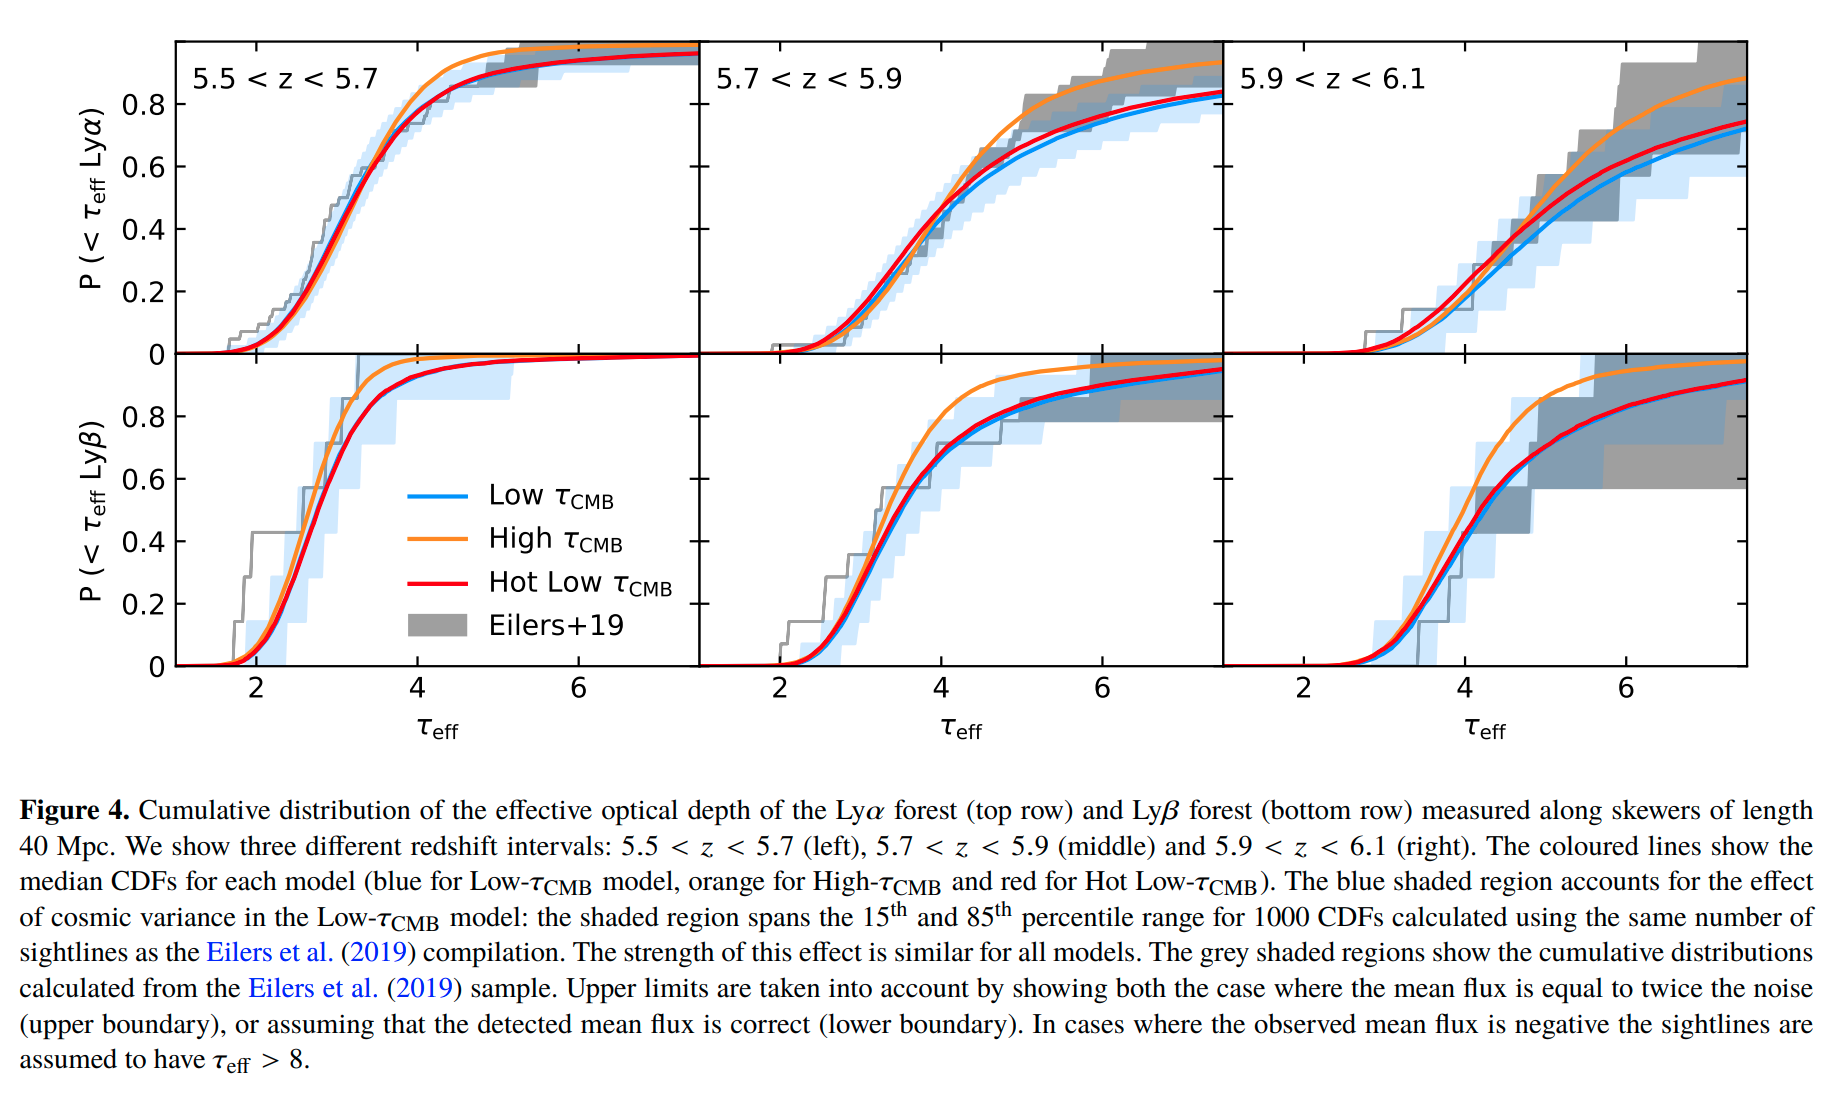 5.5 < z < 5.7
5.7 < z < 5.9
5.9 < z < 6.1
P (< τeff Lyα)
0.8
0.6
0.4
0.2
0
P (< τeff Lyβ)
0.8
0.6
0.4
0.2
0
Low τCMB
High τCMB
Hot Low τCMB
Eilers+19
2 4 6 2 4 6 2 4 6
τeff τeff τeff
Figure 4. Cumulative distribution of the effective optical depth of the Lyα forest (top row) and Lyβ forest (bottom row) measured along skewers of length
40 Mpc. We show three different redshift intervals: 5.5 < z < 5.7 (left), 5.7 < z < 5.9 (middle) and 5.9 < z < 6.1 (right). The coloured lines show the
median CDFs for each model (blue for Low-τCMB model, orange for High-τCMB and red for Hot Low-τCMB). The blue shaded region accounts for the effect
of cosmic variance in the Low-τCMB model: the shaded region spans the 15th and 85th percentile range for 1000 CDFs calculated using the same number of
sightlines as the Eilers et al. (2019) compilation. The strength of this effect is similar for all models. The grey shaded regions show the cumulative distributions
calculated from the Eilers et al. (2019) sample. Upper limits are taken into account by showing both the case where the mean flux is equal to twice the noise
(upper boundary), or assuming that the detected mean flux is correct (lower boundary). In cases where the observed mean flux is negative the sightlines are
assumed to have τeff > 8.